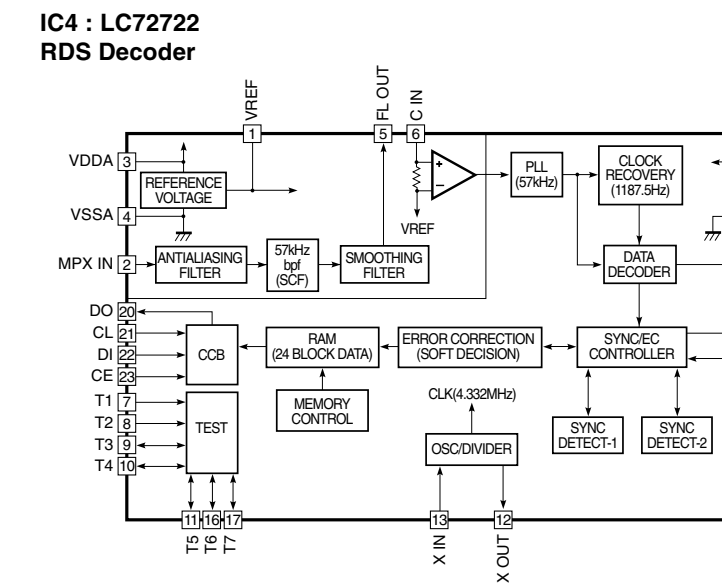 IC4 : LC72722
RDS Decoder
VREF
FL OUT
C IN
1
5
6
VDDA 3
REFERENCE
VOLTAGE
VSSA 4
+
−
VREF
PLL
(57kHz)
CLOCK
RECOVERY
(1187.5Hz)
MPX IN 2
ANTIALIASING
FILTER
57kHz
bpf
(SCF)
SMOOTHING
FILTER
DATA
DECODER
DO 20
CL 21
DI 22
CE 23
CCB
RAM
(24 BLOCK DATA)
ERROR CORRECTION
(SOFT DECISION)
SYNC/EC
CONTROLLER
T1 7
T2 8
T3 9
T4 10
TEST
MEMORY
CONTROL
CLK(4.332MHz)
OSC/DIVIDER
SYNC
DETECT-1
SYNC
DETECT-2
11
16
17
13
12
T5
T6
T7
X IN
X OUT